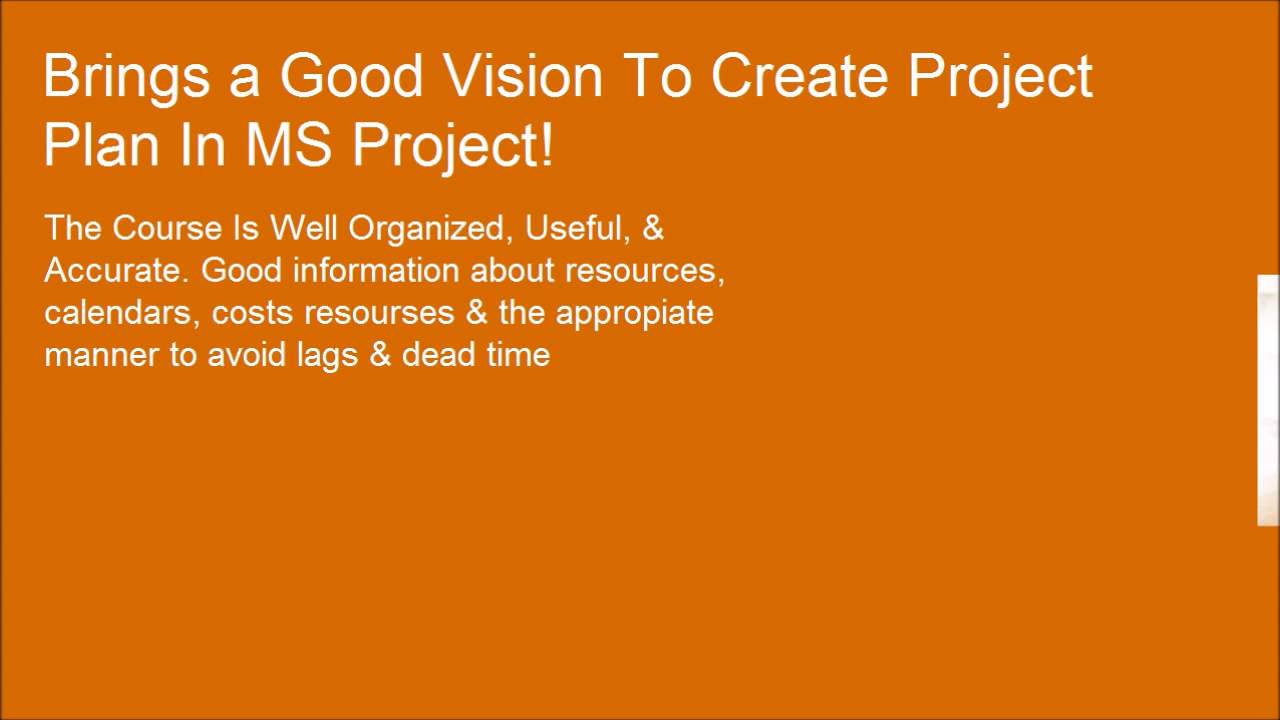 Brings a Good Vision To Create Project
Plan In MS Project!
The Course Is Well Organized, Useful, &
Accurate. Good information about resources,
calendars, costs resourses & the appropiate
manner to avoid lags & dead time